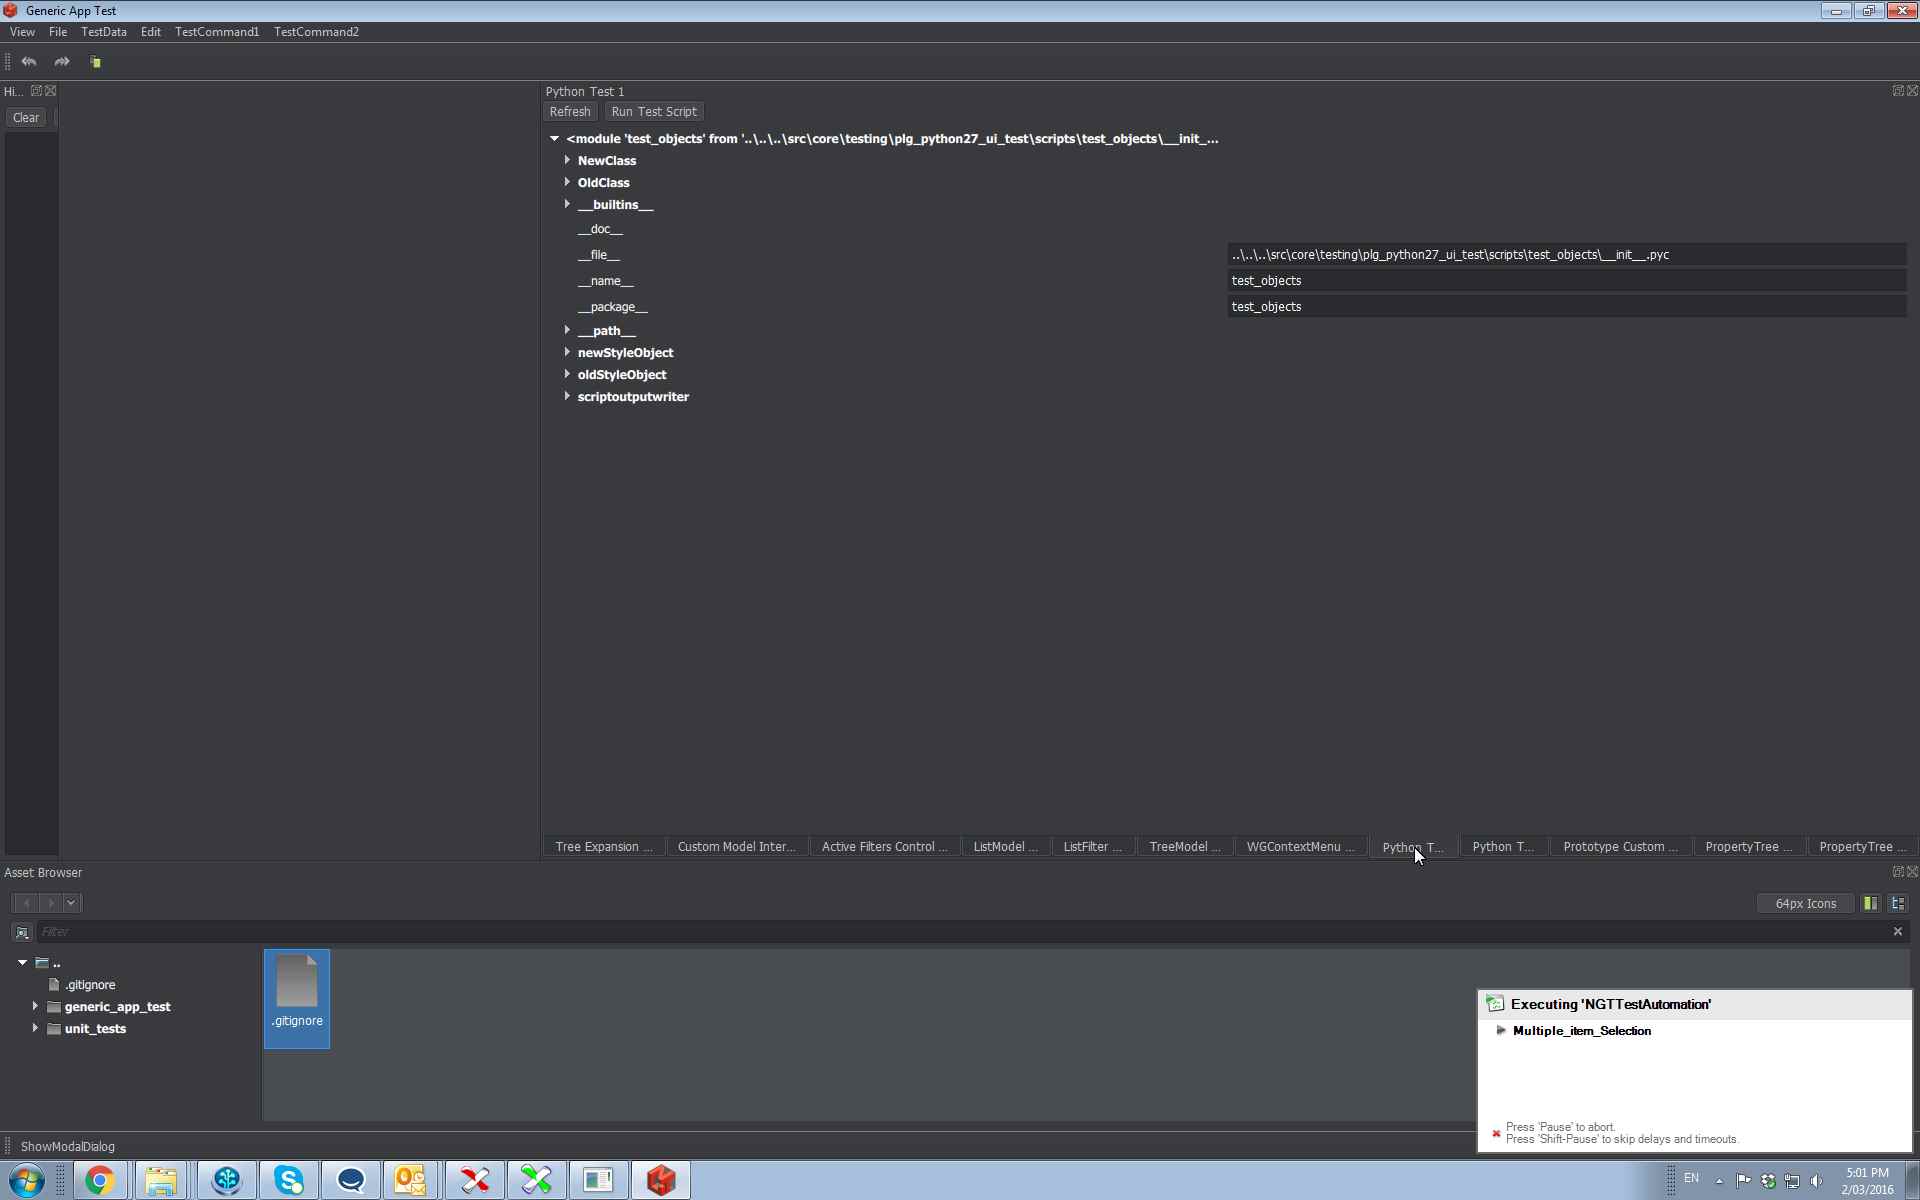 Generic App Test
View File TestData Edit TestCommand1 TestCommand2
Hi...
Clear
Python Test 1
Refresh Run Test Script
<module 'test_objects' from '..\..\..\src\core\testing\plg_python27_ui_test\scripts\test_objects\__init_...
NewClass
OldClass
__builtins__
__doc__
__file__ ..\..\..\src\core\testing\plg_python27_ui_test\scripts\test_objects\__init__.pyc
__name__ test_objects
__package__ test_objects
__path__
newStyleObject
oldStyleObject
scriptoutputwriter
Tree Expansion ... Custom Model Inter... Active Filters Control ... ListModel ... ListFilter ... TreeModel ... WGContextMenu ... Python T... Python T... Prototype Custom ... PropertyTree ... PropertyTree ...
Asset Browser
64px Icons
Filter
..
.gitignore
generic_app_test
unit_tests
.gitignore
Executing 'NGTTestAutomation'
Multiple_item_Selection
Press 'Pause' to abort.
Press 'Shift-Pause' to skip delays and timeouts.
ShowModalDialog
EN
5:01 PM
2/03/2016